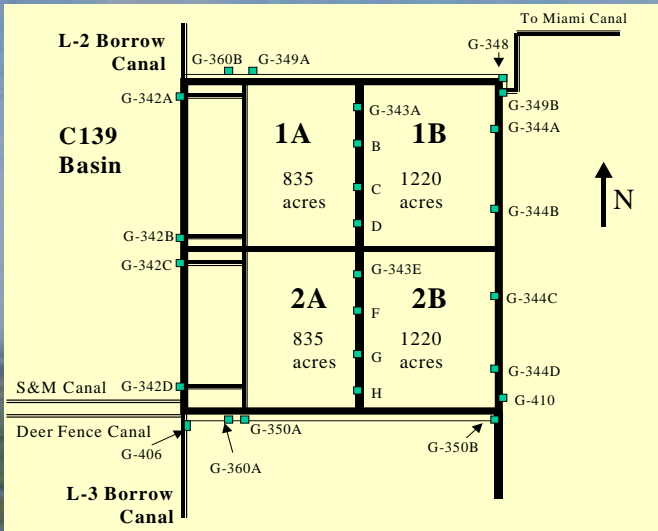 To Miami Canal
L-2 Borrow
Canal
G-360B
G-349A
G-348
G-342A
G-349B
G-343A
G-344A
C139
Basin
1A
1B
B
835
acres
1220
acres
C
N
G-344B
D
G-342B
G-342C
G-343E
2A
2B
G-344C
F
835
acres
1220
acres
G
G-344D
S&M Canal
G-342D
H
G-410
Deer Fence Canal
G-350A
G-406
G-360A
G-350B
L-3 Borrow
Canal